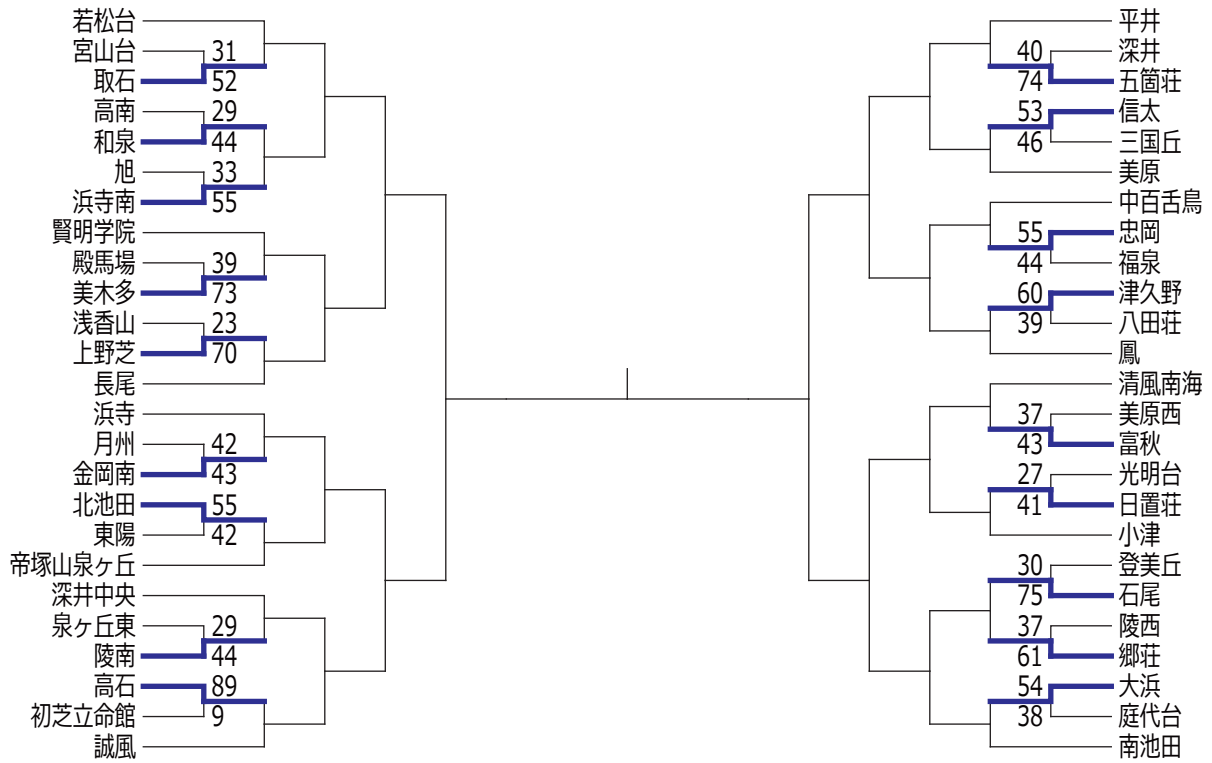 若松台
宮山台 31
取石 52
高南 29
和泉 44
旭 33
浜寺南 55
賢明学院
殿馬場 39
美木多 73
浅香山 23
上野芝 70
長尾
浜寺
月州 42
金岡南 43
北池田 55
東陽 42
帝塚山泉ヶ丘
深井中央
泉ヶ丘東 29
陵南 44
高石 89
初芝立命館 9
誠風
平井
40 深井
74 五箇荘
53 信太
46 三国丘
美原
中百舌鳥
55 忠岡
44 福泉
60 津久野
39 八田荘
鳳
清風南海
37 美原西
43 富秋
27 光明台
41 日置荘
小津
30 登美丘
75 石尾
37 陵西
61 郷荘
54 大浜
38 庭代台
南池田